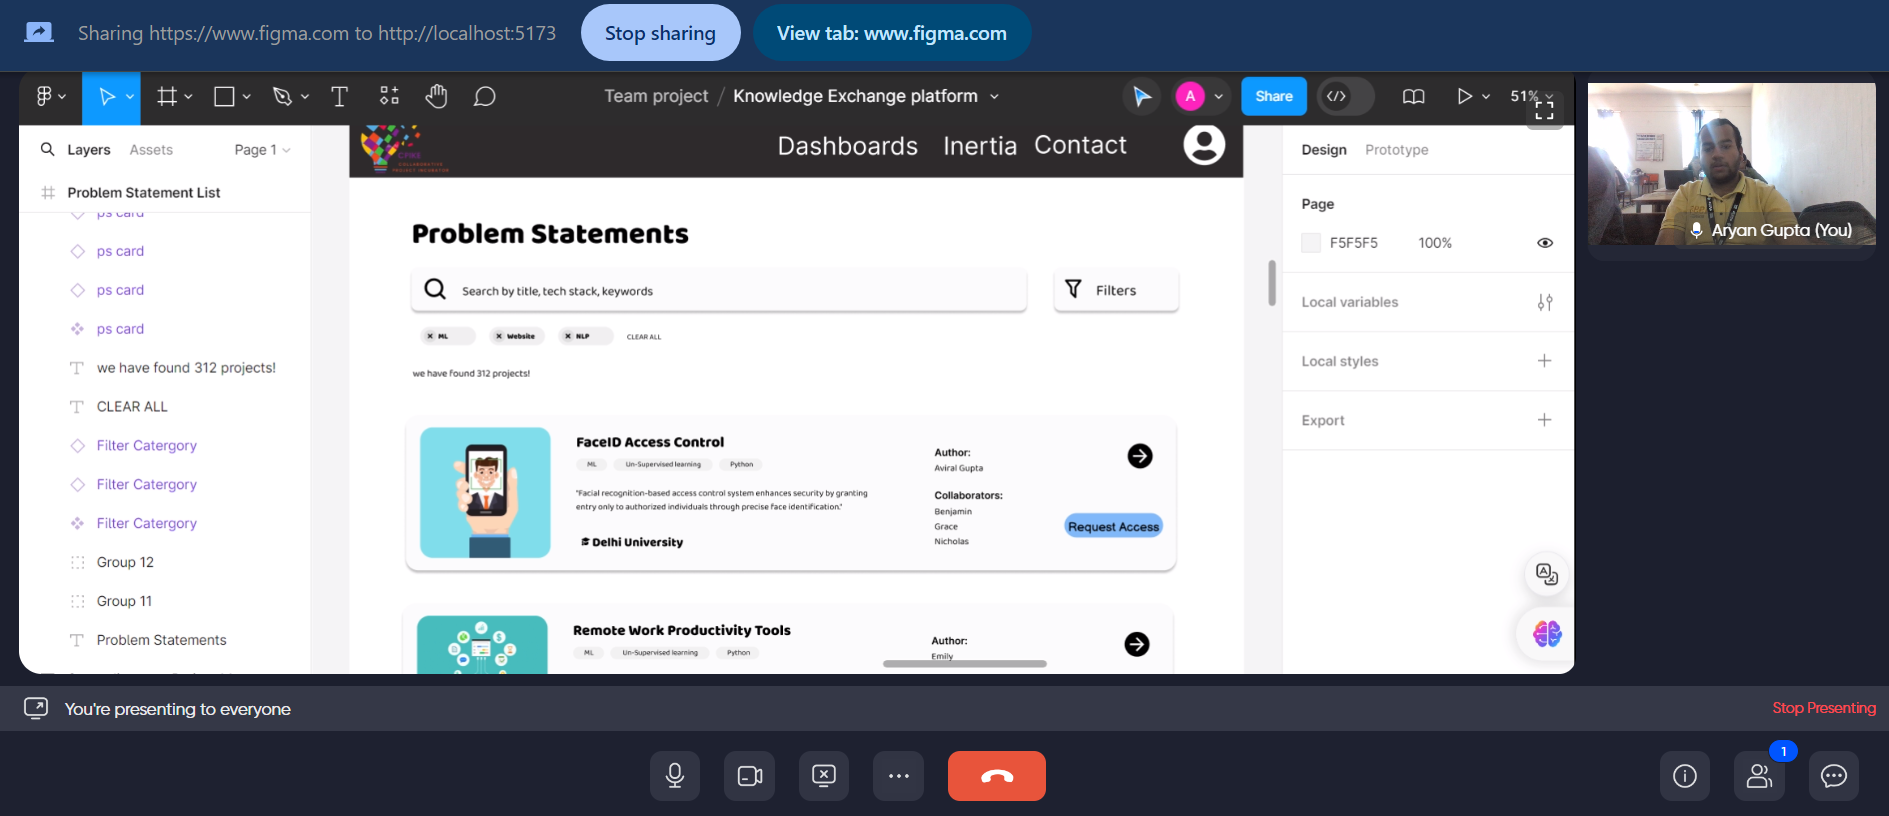 Sharing https://www.figma.com to http://localhost:5173
Stop sharing
View tab: www.figma.com
Team project / Knowledge Exchange platform
A
Share
51%
Layers
Assets
Page 1
Problem Statement List
ps card
ps card
ps card
ps card
we have found 312 projects!
CLEAR ALL
Filter Catergory
Filter Catergory
Filter Catergory
Group 12
Group 11
Problem Statements
COLLABORATIVE
PROJECT INCUBATOR
Dashboards
Inertia
Contact
Problem Statements
Search by title, tech stack, keywords
Filters
ML
Website
NLP
CLEAR ALL
we have found 312 projects!
FaceID Access Control
ML
Un-Supervised learning
Python
"Facial recognition-based access control system enhances security by granting
entry only to authorized individuals through precise face identification."
Delhi University
Author:
Aviral Gupta
Collaborators:
Benjamin
Grace
Nicholas
Request Access
Remote Work Productivity Tools
ML
Un-Supervised learning
Python
Author:
Emily
Design
Prototype
Page
F5F5F5
100%
Local variables
Local styles
Export
Aryan Gupta (You)
You're presenting to everyone
Stop Presenting
1